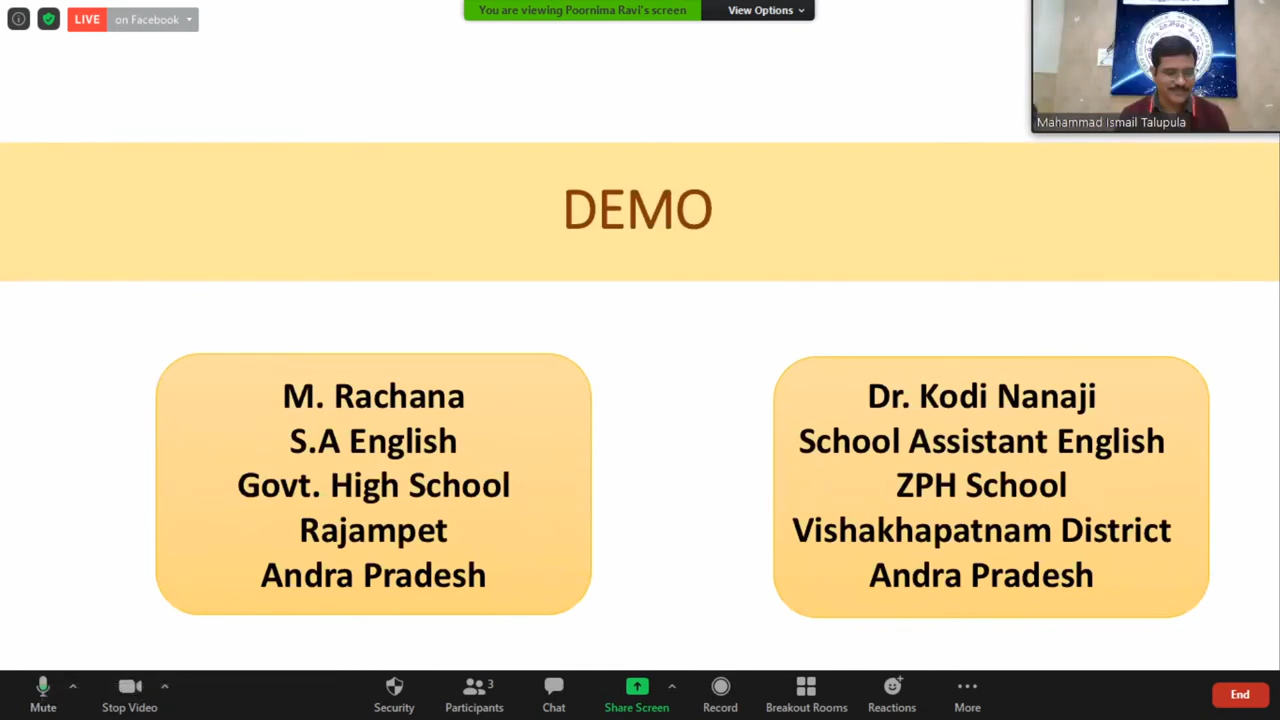 LIVE on Facebook
You are viewing Poornima Ravi's screen
View Options
Mahammad Ismail Talupula
DEMO
M. Rachana
S.A English
Govt. High School
Rajampet
Andra Pradesh
Dr. Kodi Nanaji
School Assistant English
ZPH School
Vishakhapatnam District
Andra Pradesh
Mute
Stop Video
Security
Participants 3
Chat
Share Screen
Record
Breakout Rooms
Reactions
More
End